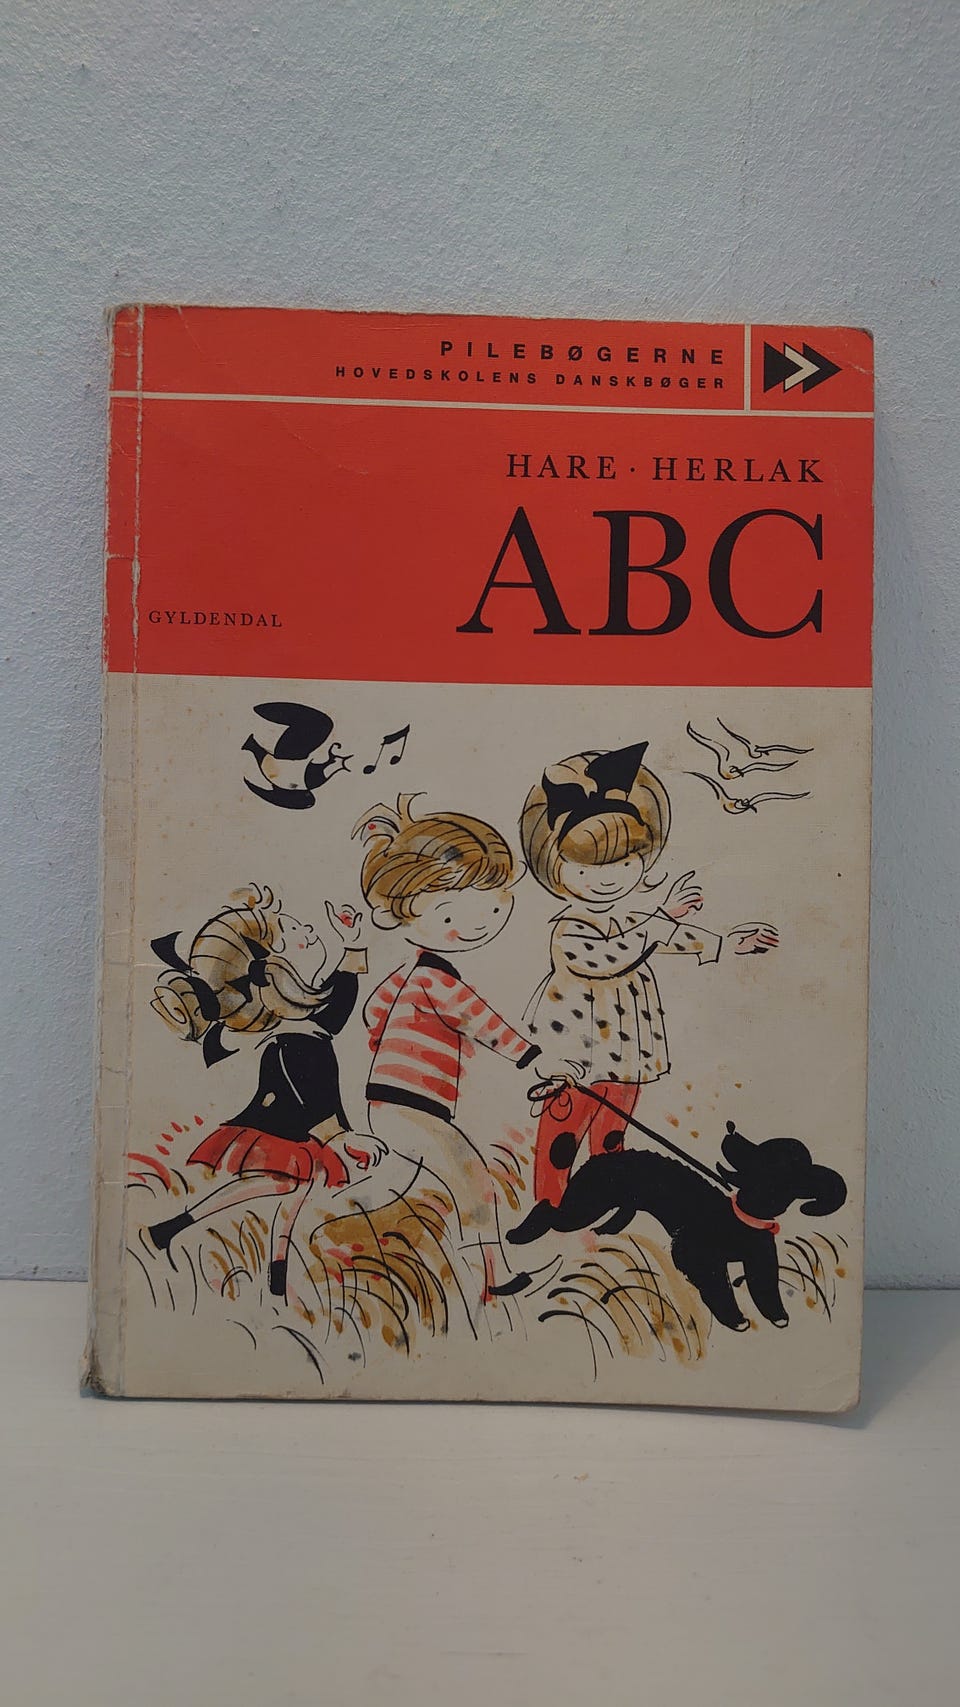 PILEBØGERNE
HOVEDSKOLENS DANSKBØGER
HARE · HERLAK
ABC
GYLDENDAL